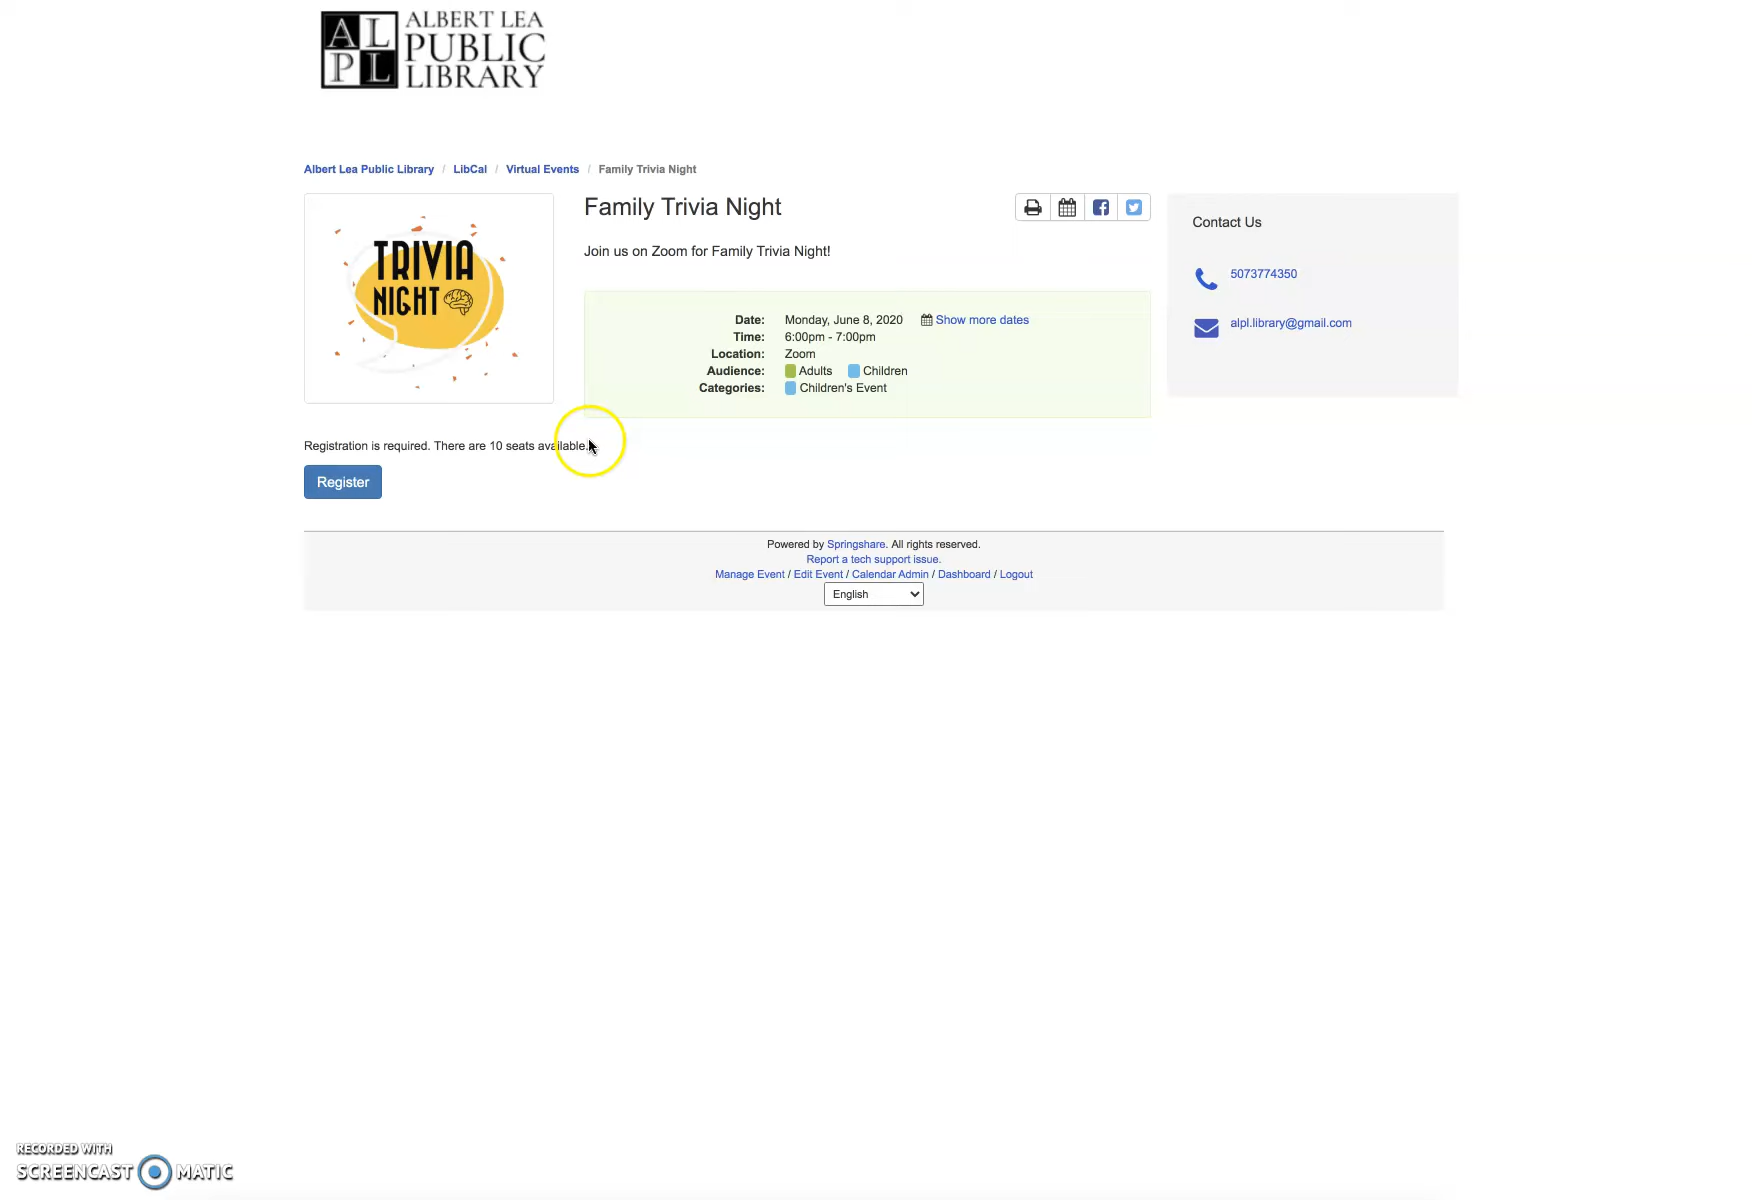 ALBERT LEA
PUBLIC
LIBRARY
A L
P L
Albert Lea Public Library / LibCal / Virtual Events / Family Trivia Night
TRIVIA
NIGHT
Family Trivia Night
Join us on Zoom for Family Trivia Night!
Date: Monday, June 8, 2020 Show more dates
Time: 6:00pm - 7:00pm
Location: Zoom
Audience: Adults Children
Categories: Children's Event
Contact Us
5073774350
alpl.library@gmail.com
Registration is required. There are 10 seats available.
Register
Powered by Springshare. All rights reserved.
Report a tech support issue.
Manage Event / Edit Event / Calendar Admin / Dashboard / Logout
English
RECORDED WITH
SCREENCAST MATIC